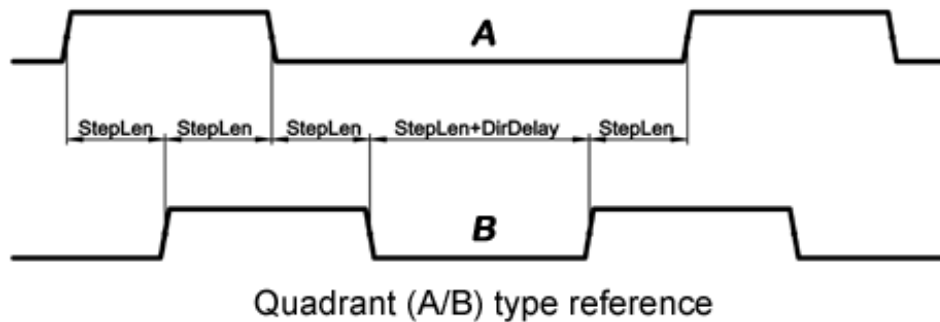 A
StepLen StepLen StepLen StepLen+DirDelay StepLen
B
Quadrant (A/B) type reference